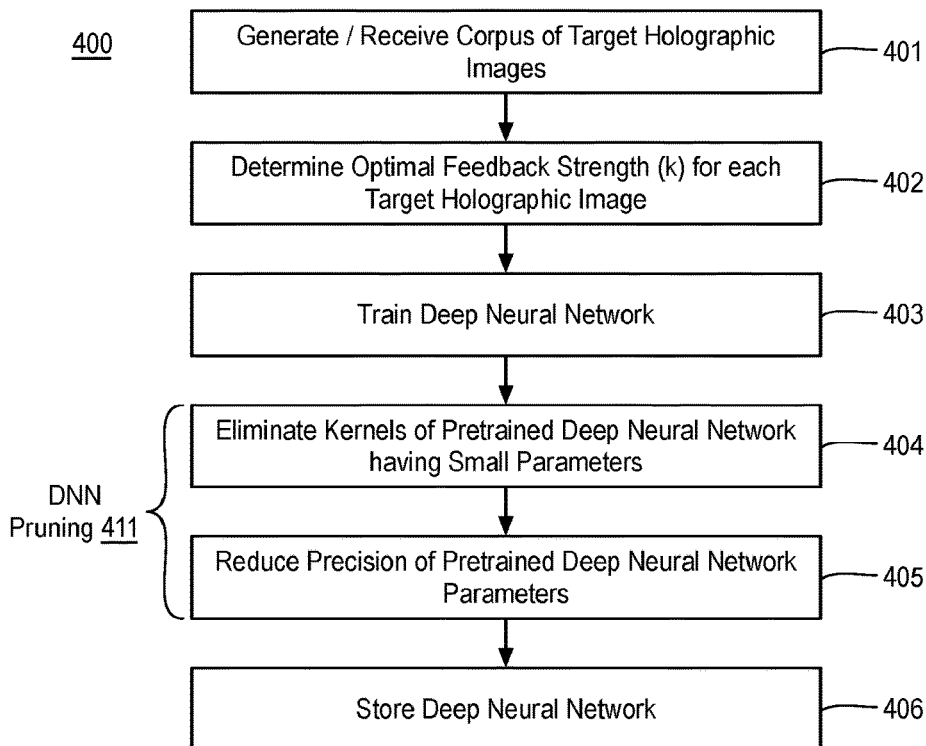 400
Generate / Receive Corpus of Target Holographic
Images
401
Determine Optimal Feedback Strength (k) for each
Target Holographic Image
402
Train Deep Neural Network
403
Eliminate Kernels of Pretrained Deep Neural Network
having Small Parameters
404
DNN
Pruning 411
Reduce Precision of Pretrained Deep Neural Network
Parameters
405
Store Deep Neural Network
406